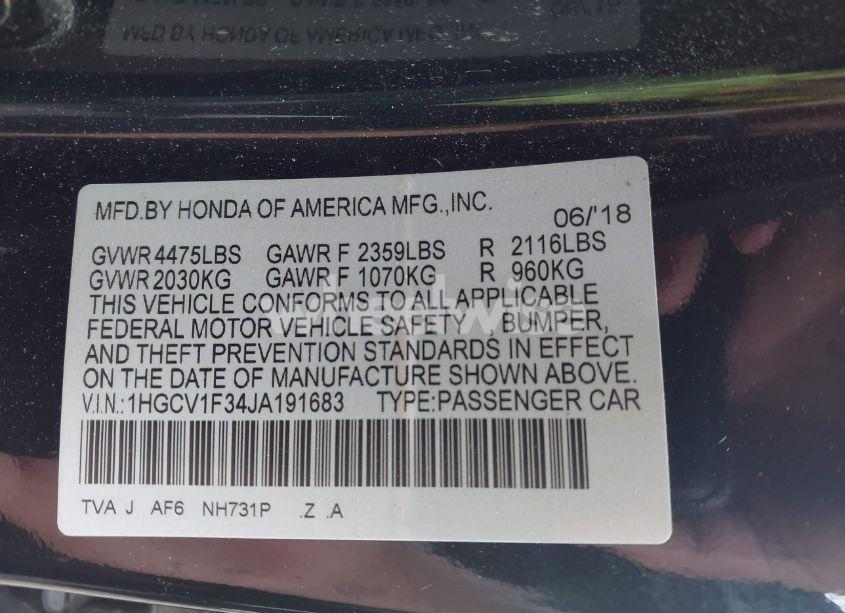 MFD.BY HONDA OF AMERICA MFG.,INC. 06/'18
GVWR 4475LBS GAWR F 2359LBS R 2116LBS
GVWR 2030KG GAWR F 1070KG R 960KG
THIS VEHICLE CONFORMS TO ALL APPLICABLE
FEDERAL MOTOR VEHICLE SAFETY , BUMPER,
AND THEFT PREVENTION STANDARDS IN EFFECT
ON THE DATE OF MANUFACTURE SHOWN ABOVE.
V.I.N.:1HGCV1F34JA191683 TYPE:PASSENGER CAR
TVA J AF6 NH731P .Z .A